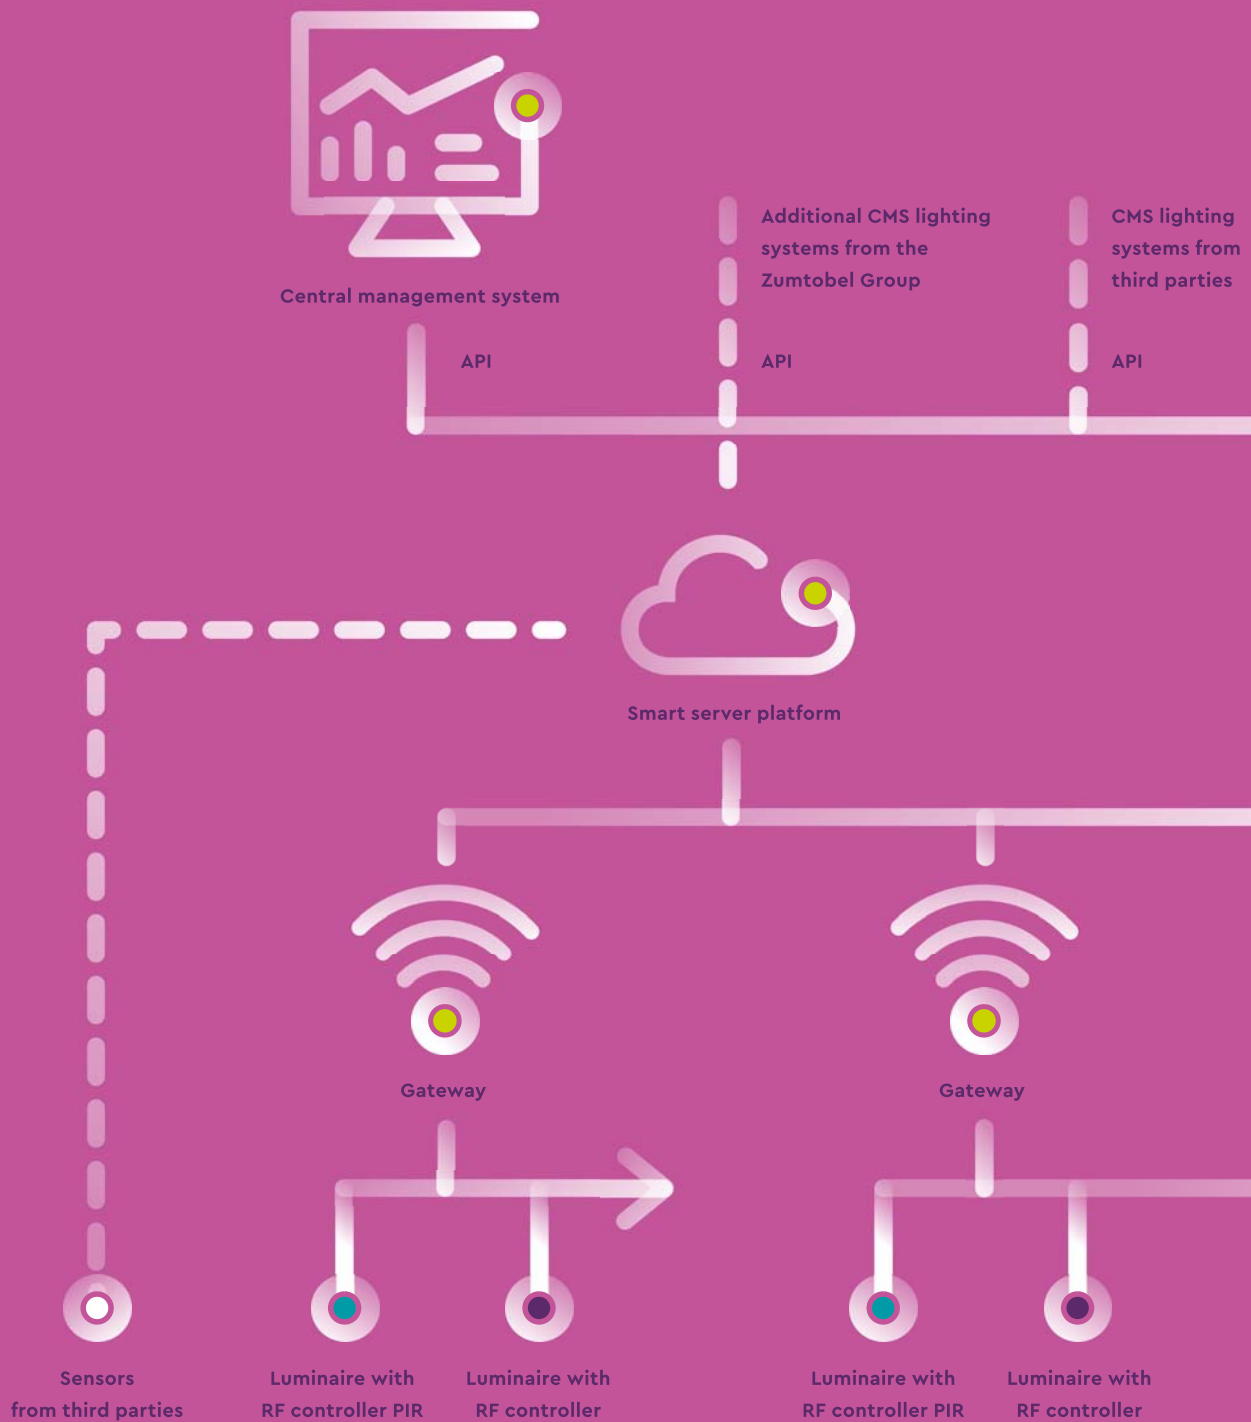 Additional CMS lighting
systems from the
Zumtobel Group
CMS lighting
systems from
third parties
Central management system
API
API
API
Smart server platform
Gateway
Gateway
Sensors
from third parties
Luminaire with
RF controller PIR
Luminaire with
RF controller
Luminaire with
RF controller PIR
Luminaire with
RF controller